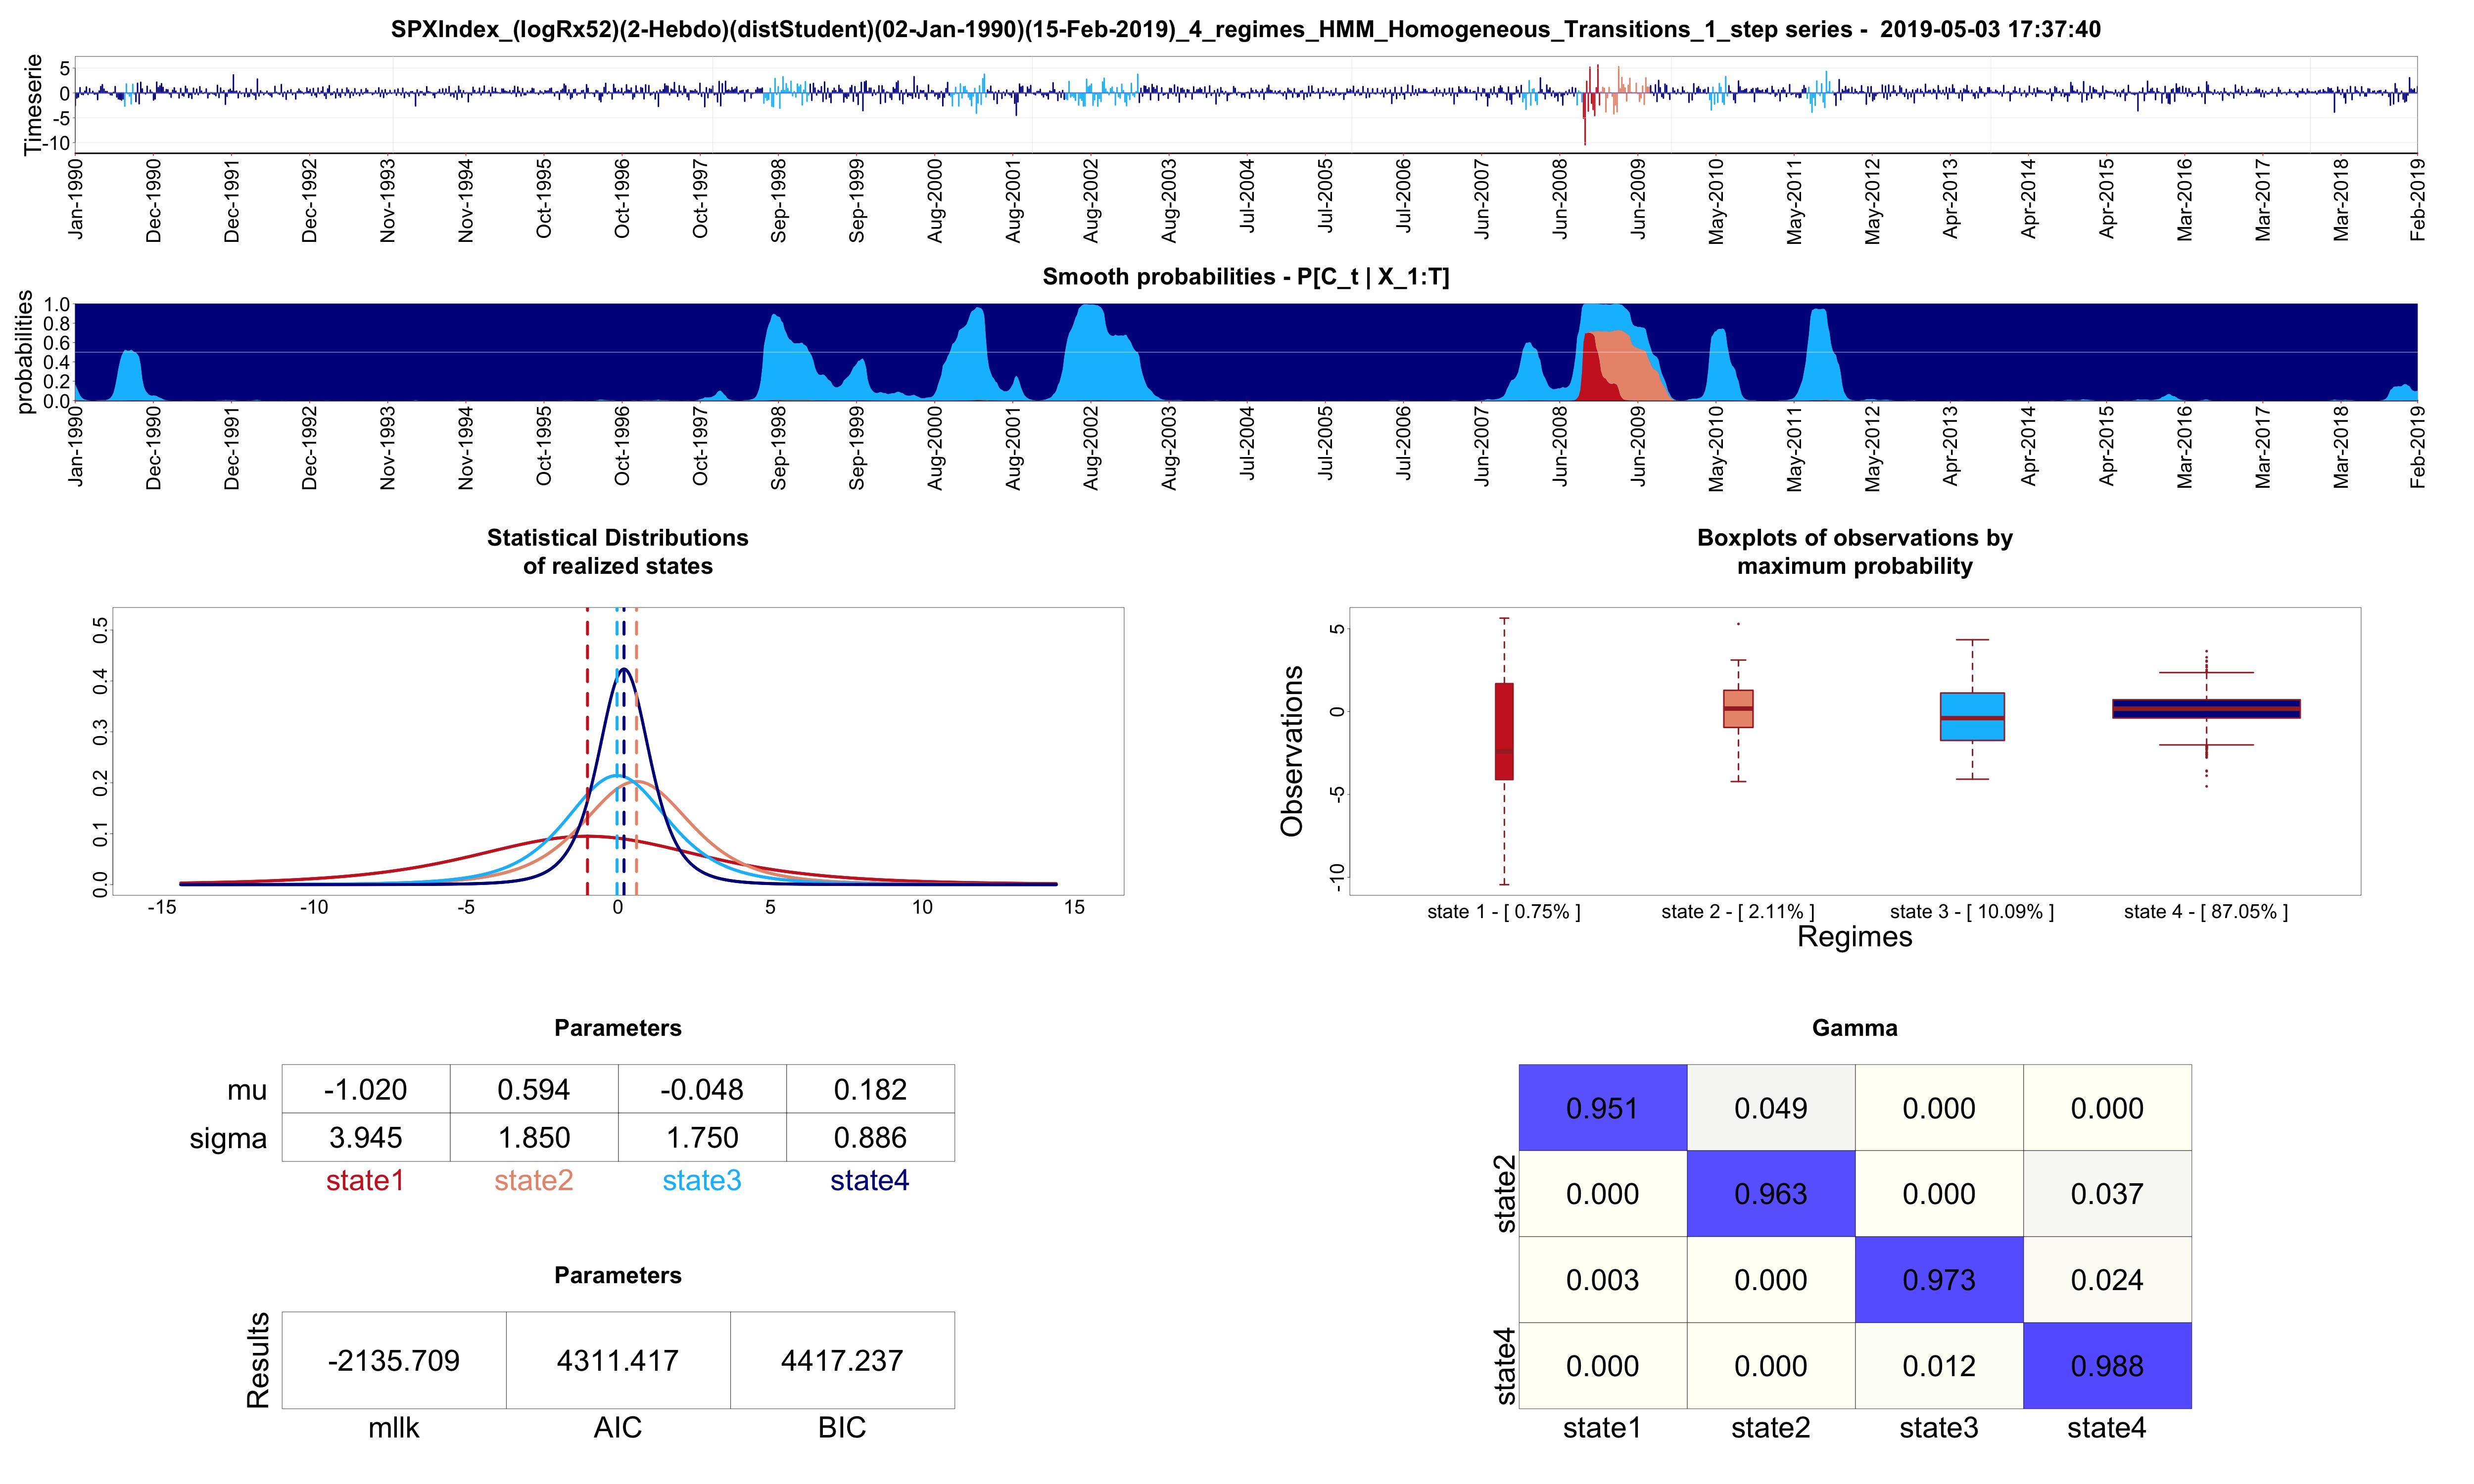 SPXIndex_(logRx52)(2-Hebdo)(distStudent)(02-Jan-1990)(15-Feb-2019)_4_regimes_HMM_Homogeneous_Transitions_1_step series - 2019-05-03 17:37:40
Timeserie
5
0
-5
-10
Jan-1990 Dec-1990 Dec-1991 Dec-1992 Nov-1993 Nov-1994 Oct-1995 Oct-1996 Oct-1997 Sep-1998 Sep-1999 Aug-2000 Aug-2001 Aug-2002 Aug-2003 Jul-2004 Jul-2005 Jul-2006 Jun-2007 Jun-2008 Jun-2009 May-2010 May-2011 May-2012 Apr-2013 Apr-2014 Apr-2015 Mar-2016 Mar-2017 Mar-2018 Feb-2019
Smooth probabilities - P[C_t | X_1:T]
probabilities
1.0
0.8
0.6
0.4
0.2
0.0
Jan-1990 Dec-1990 Dec-1991 Dec-1992 Nov-1993 Nov-1994 Oct-1995 Oct-1996 Oct-1997 Sep-1998 Sep-1999 Aug-2000 Aug-2001 Aug-2002 Aug-2003 Jul-2004 Jul-2005 Jul-2006 Jun-2007 Jun-2008 Jun-2009 May-2010 May-2011 May-2012 Apr-2013 Apr-2014 Apr-2015 Mar-2016 Mar-2017 Mar-2018 Feb-2019
Statistical Distributions
of realized states
0.5
0.4
0.3
0.2
0.1
0.0
-15 -10 -5 0 5 10 15
Boxplots of observations by
maximum probability
Observations
5
0
-5
-10
state 1 - [ 0.75% ] state 2 - [ 2.11% ] state 3 - [ 10.09% ] state 4 - [ 87.05% ]
Regimes
Parameters
mu -1.020 0.594 -0.048 0.182
sigma 3.945 1.850 1.750 0.886
state1 state2 state3 state4
Parameters
Results
-2135.709 4311.417 4417.237
mllk AIC BIC
Gamma
0.951 0.049 0.000 0.000
state2 0.000 0.963 0.000 0.037
0.003 0.000 0.973 0.024
state4 0.000 0.000 0.012 0.988
state1 state2 state3 state4